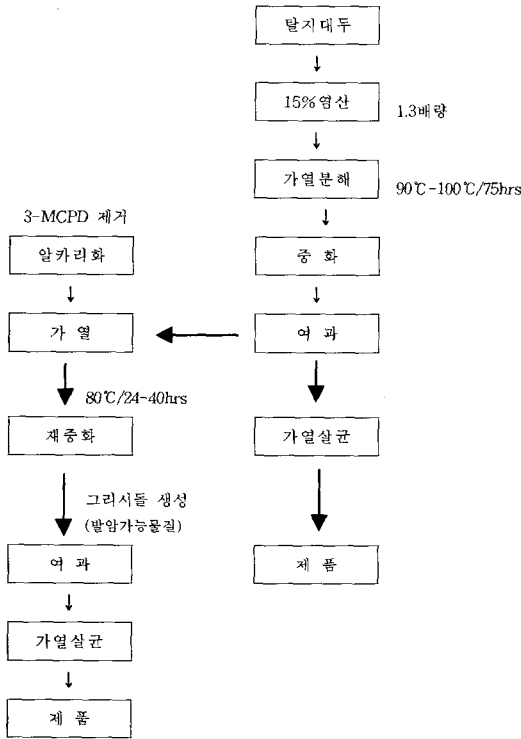 탈지대두
15%염산
1.3배량
가열분해
90℃-100℃/75hrs
중 화
여 과
가열살균
제 품
3-MCPD 제거
알카리화
가 열
80℃/24-40hrs
재중화
그리시돌 생성
(발암가능물질)
여 과
가열살균
제 품